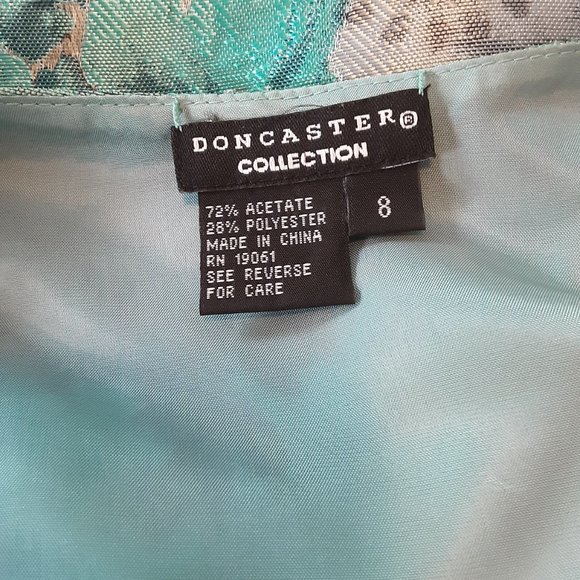 DONCASTER®
COLLECTION
72% ACETATE
28% POLYESTER
MADE IN CHINA
RN 19061
SEE REVERSE
FOR CARE
8